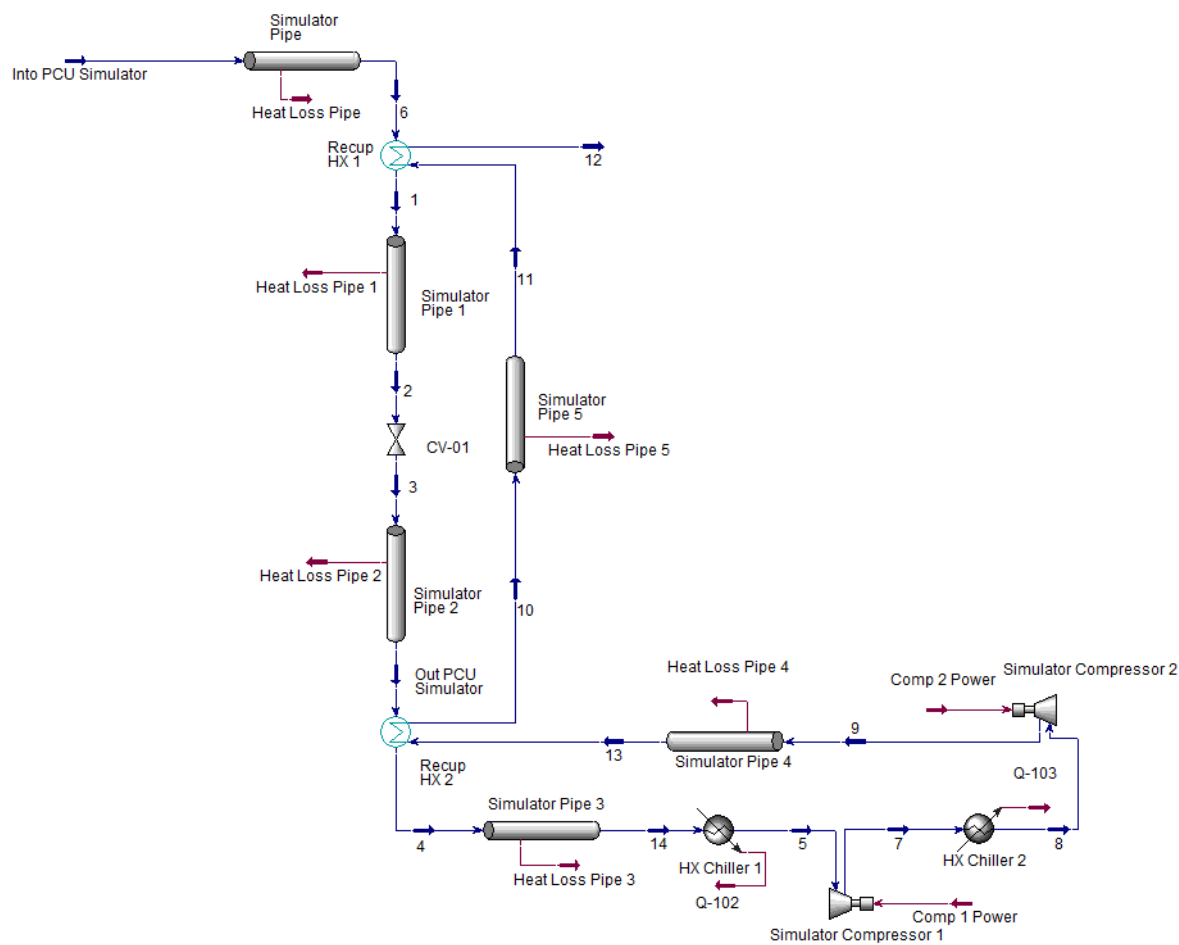 Simulator
Pipe
Into PCU Simulator
Heat Loss Pipe
6
Recup
HX 1
12
1
11
Heat Loss Pipe 1
Simulator
Pipe 1
2
Simulator
Pipe 5
CV-01
Heat Loss Pipe 5
3
Heat Loss Pipe 2
Simulator
Pipe 2
10
Out PCU
Simulator
Heat Loss Pipe 4
Simulator Compressor 2
Comp 2 Power
9
13
Simulator Pipe 4
Recup
HX 2
Q-103
Simulator Pipe 3
4
14
5
7
8
HX Chiller 1
HX Chiller 2
Heat Loss Pipe 3
Q-102
Comp 1 Power
Simulator Compressor 1